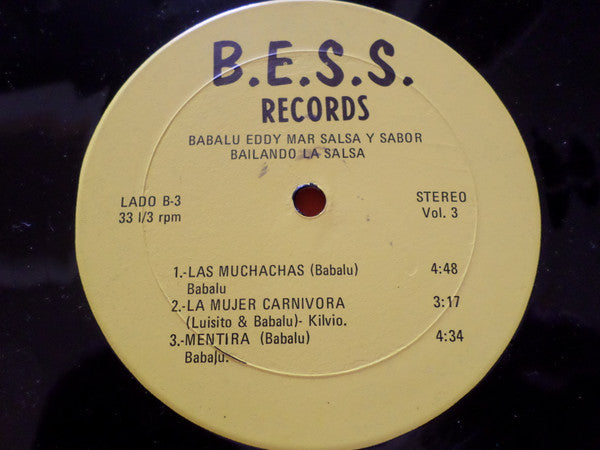 B.E.S.S.
RECORDS
BABALU EDDY MAR SALSA Y SABOR
BAILANDO LA SALSA
LADO B-3
33 1/3 rpm
STEREO
Vol. 3
1.-LAS MUCHACHAS (Babalu) 4:48
Babalu
2.-LA MUJER CARNIVORA 3:17
(Luisito & Babalu)- Kilvio.
3.-MENTIRA (Babalu) 4:34
Babalu.